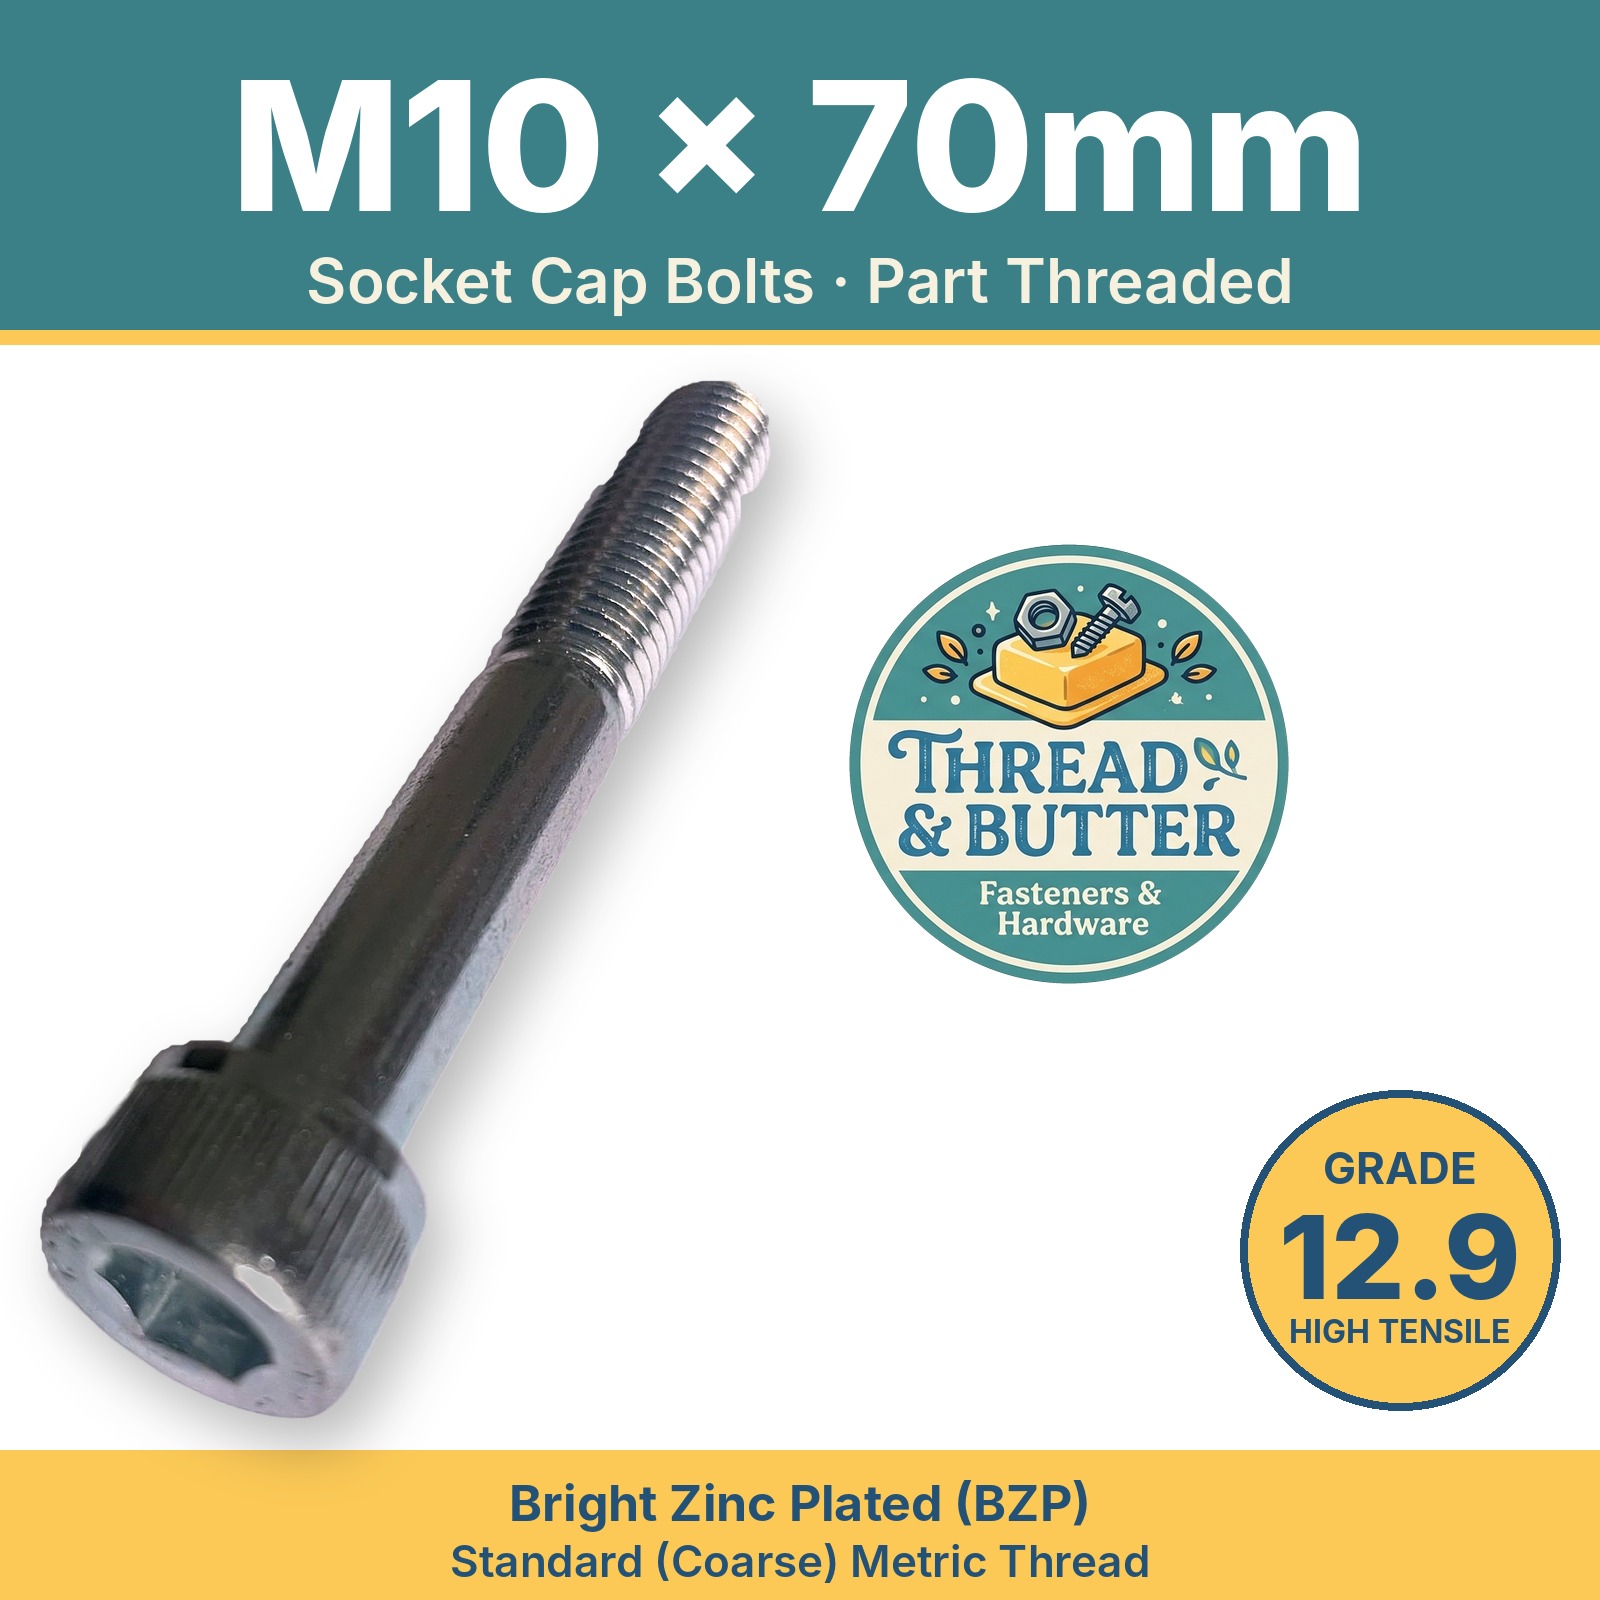 M10 × 70mm
Socket Cap Bolts · Part Threaded
THREAD
& BUTTER
Fasteners &
Hardware
GRADE
12.9
HIGH TENSILE
Bright Zinc Plated (BZP)
Standard (Coarse) Metric Thread